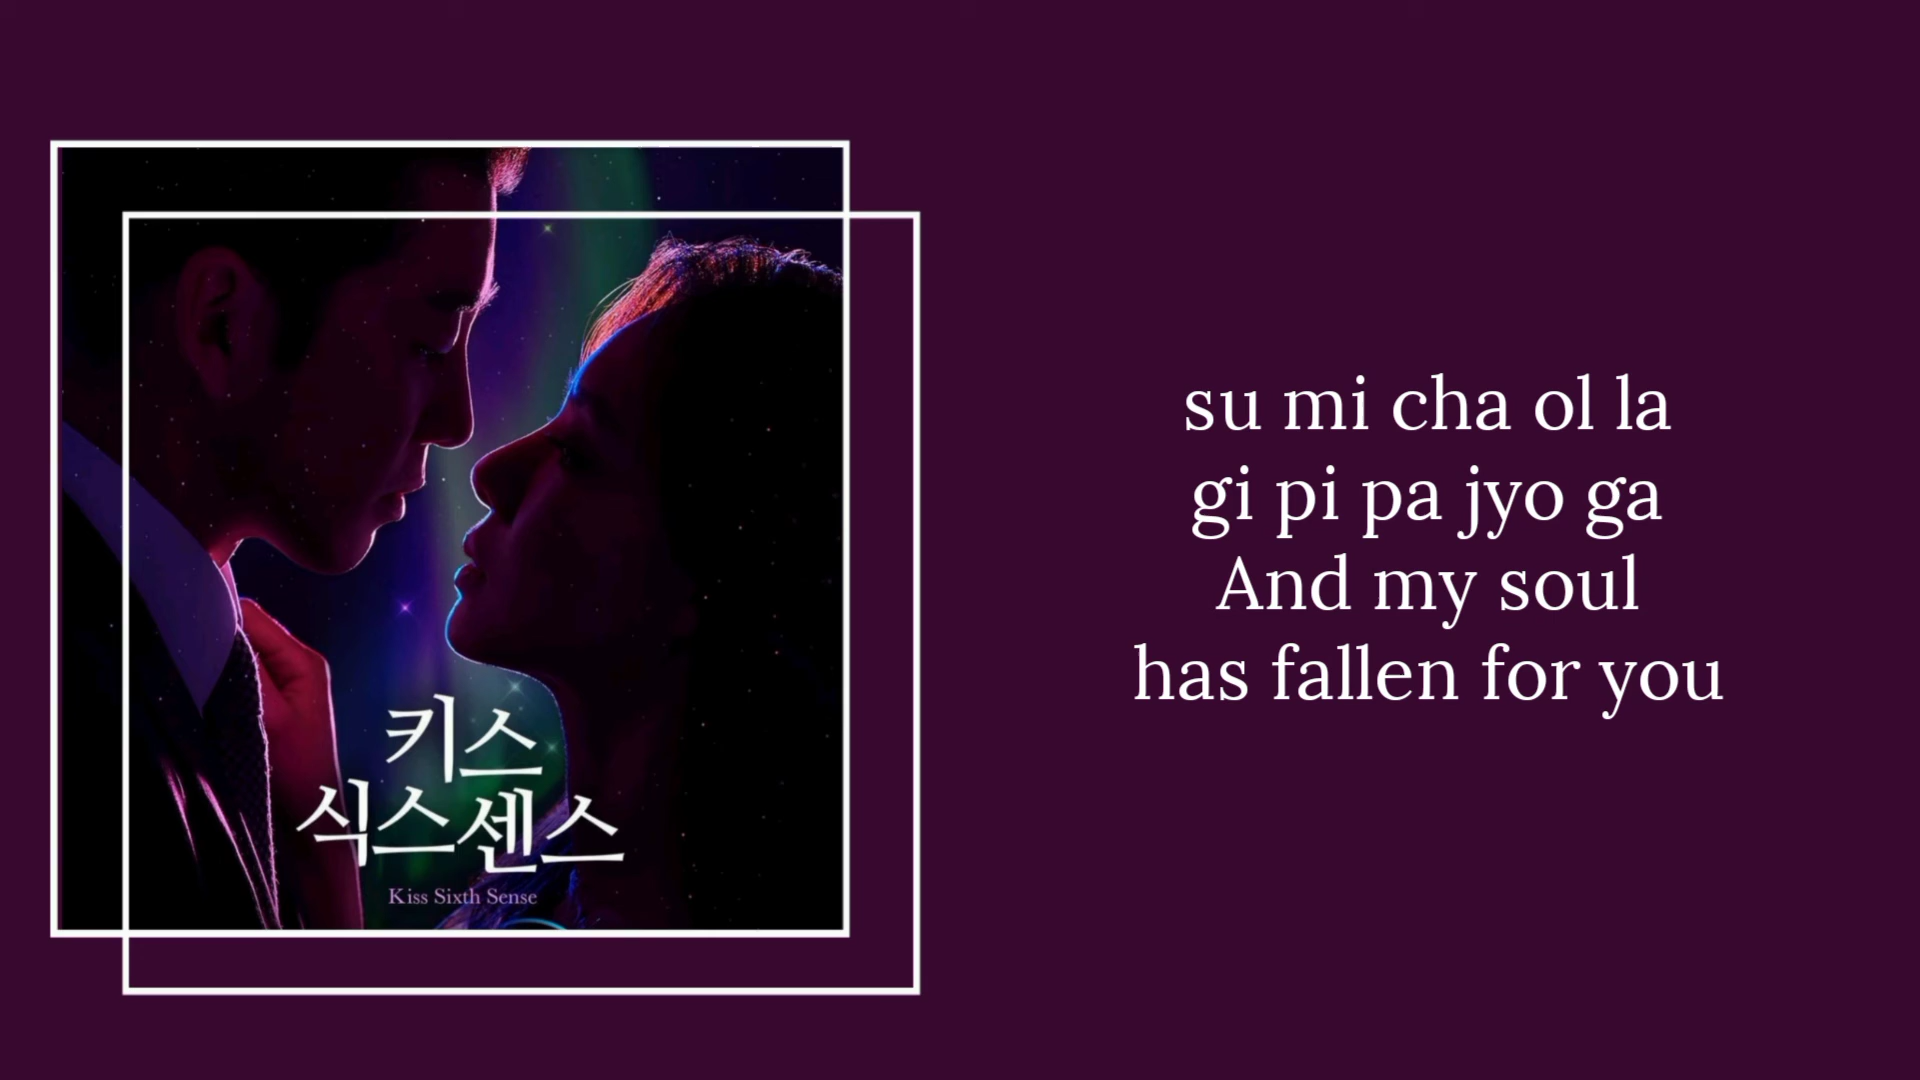 키스
식스센스
Kiss Sixth Sense
su mi cha ol la
gi pi pa jyo ga
And my soul
has fallen for you